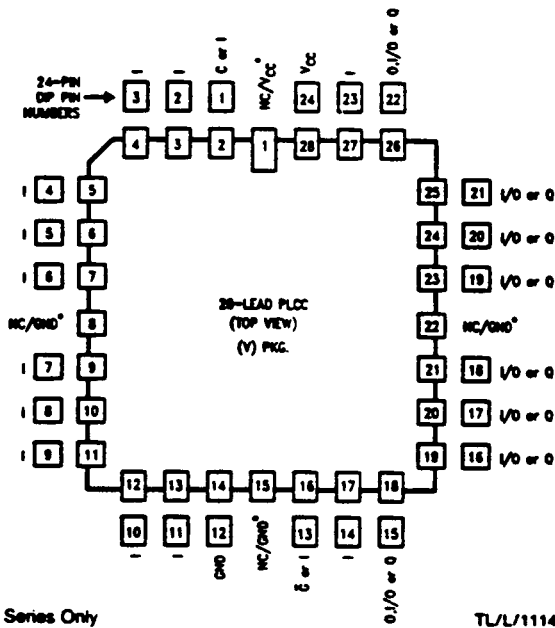 C or I
NC/VCC*
VCC
O,I/O or Q
24-PIN
DIP PIN
NUMBERS
I I I
3 2 1 24 23 22
4 3 2 1 28 27 26
I 4 5
25 21 I/O or Q
I 5 6
24 20 I/O or Q
I 6 7
23 19 I/O or Q
NC/GND* 8
22 NC/GND*
28-LEAD PLCC
(TOP VIEW)
(V) PKG.
I 7 9
21 18 I/O or Q
I 8 10
20 17 I/O or Q
I 9 11
19 16 I/O or Q
12 13 14 15 16 17 18
10 11 12 13 14 15
I I I
GND
NC/GND*
G or I
O,I/O or Q
Series Only
TL/L/1114